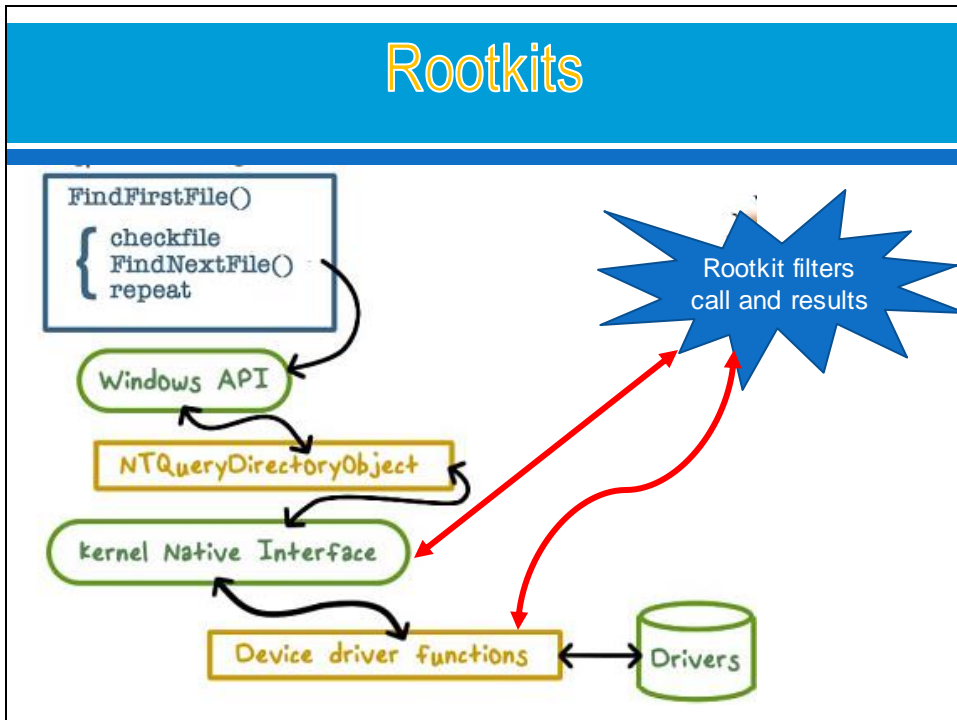 Rootkits
FindFirstFile()
{ checkfile
FindNextFile()
repeat
Rootkit filters
call and results
Windows API
NTQueryDirectoryObject
Kernel Native Interface
Device driver functions
Drivers